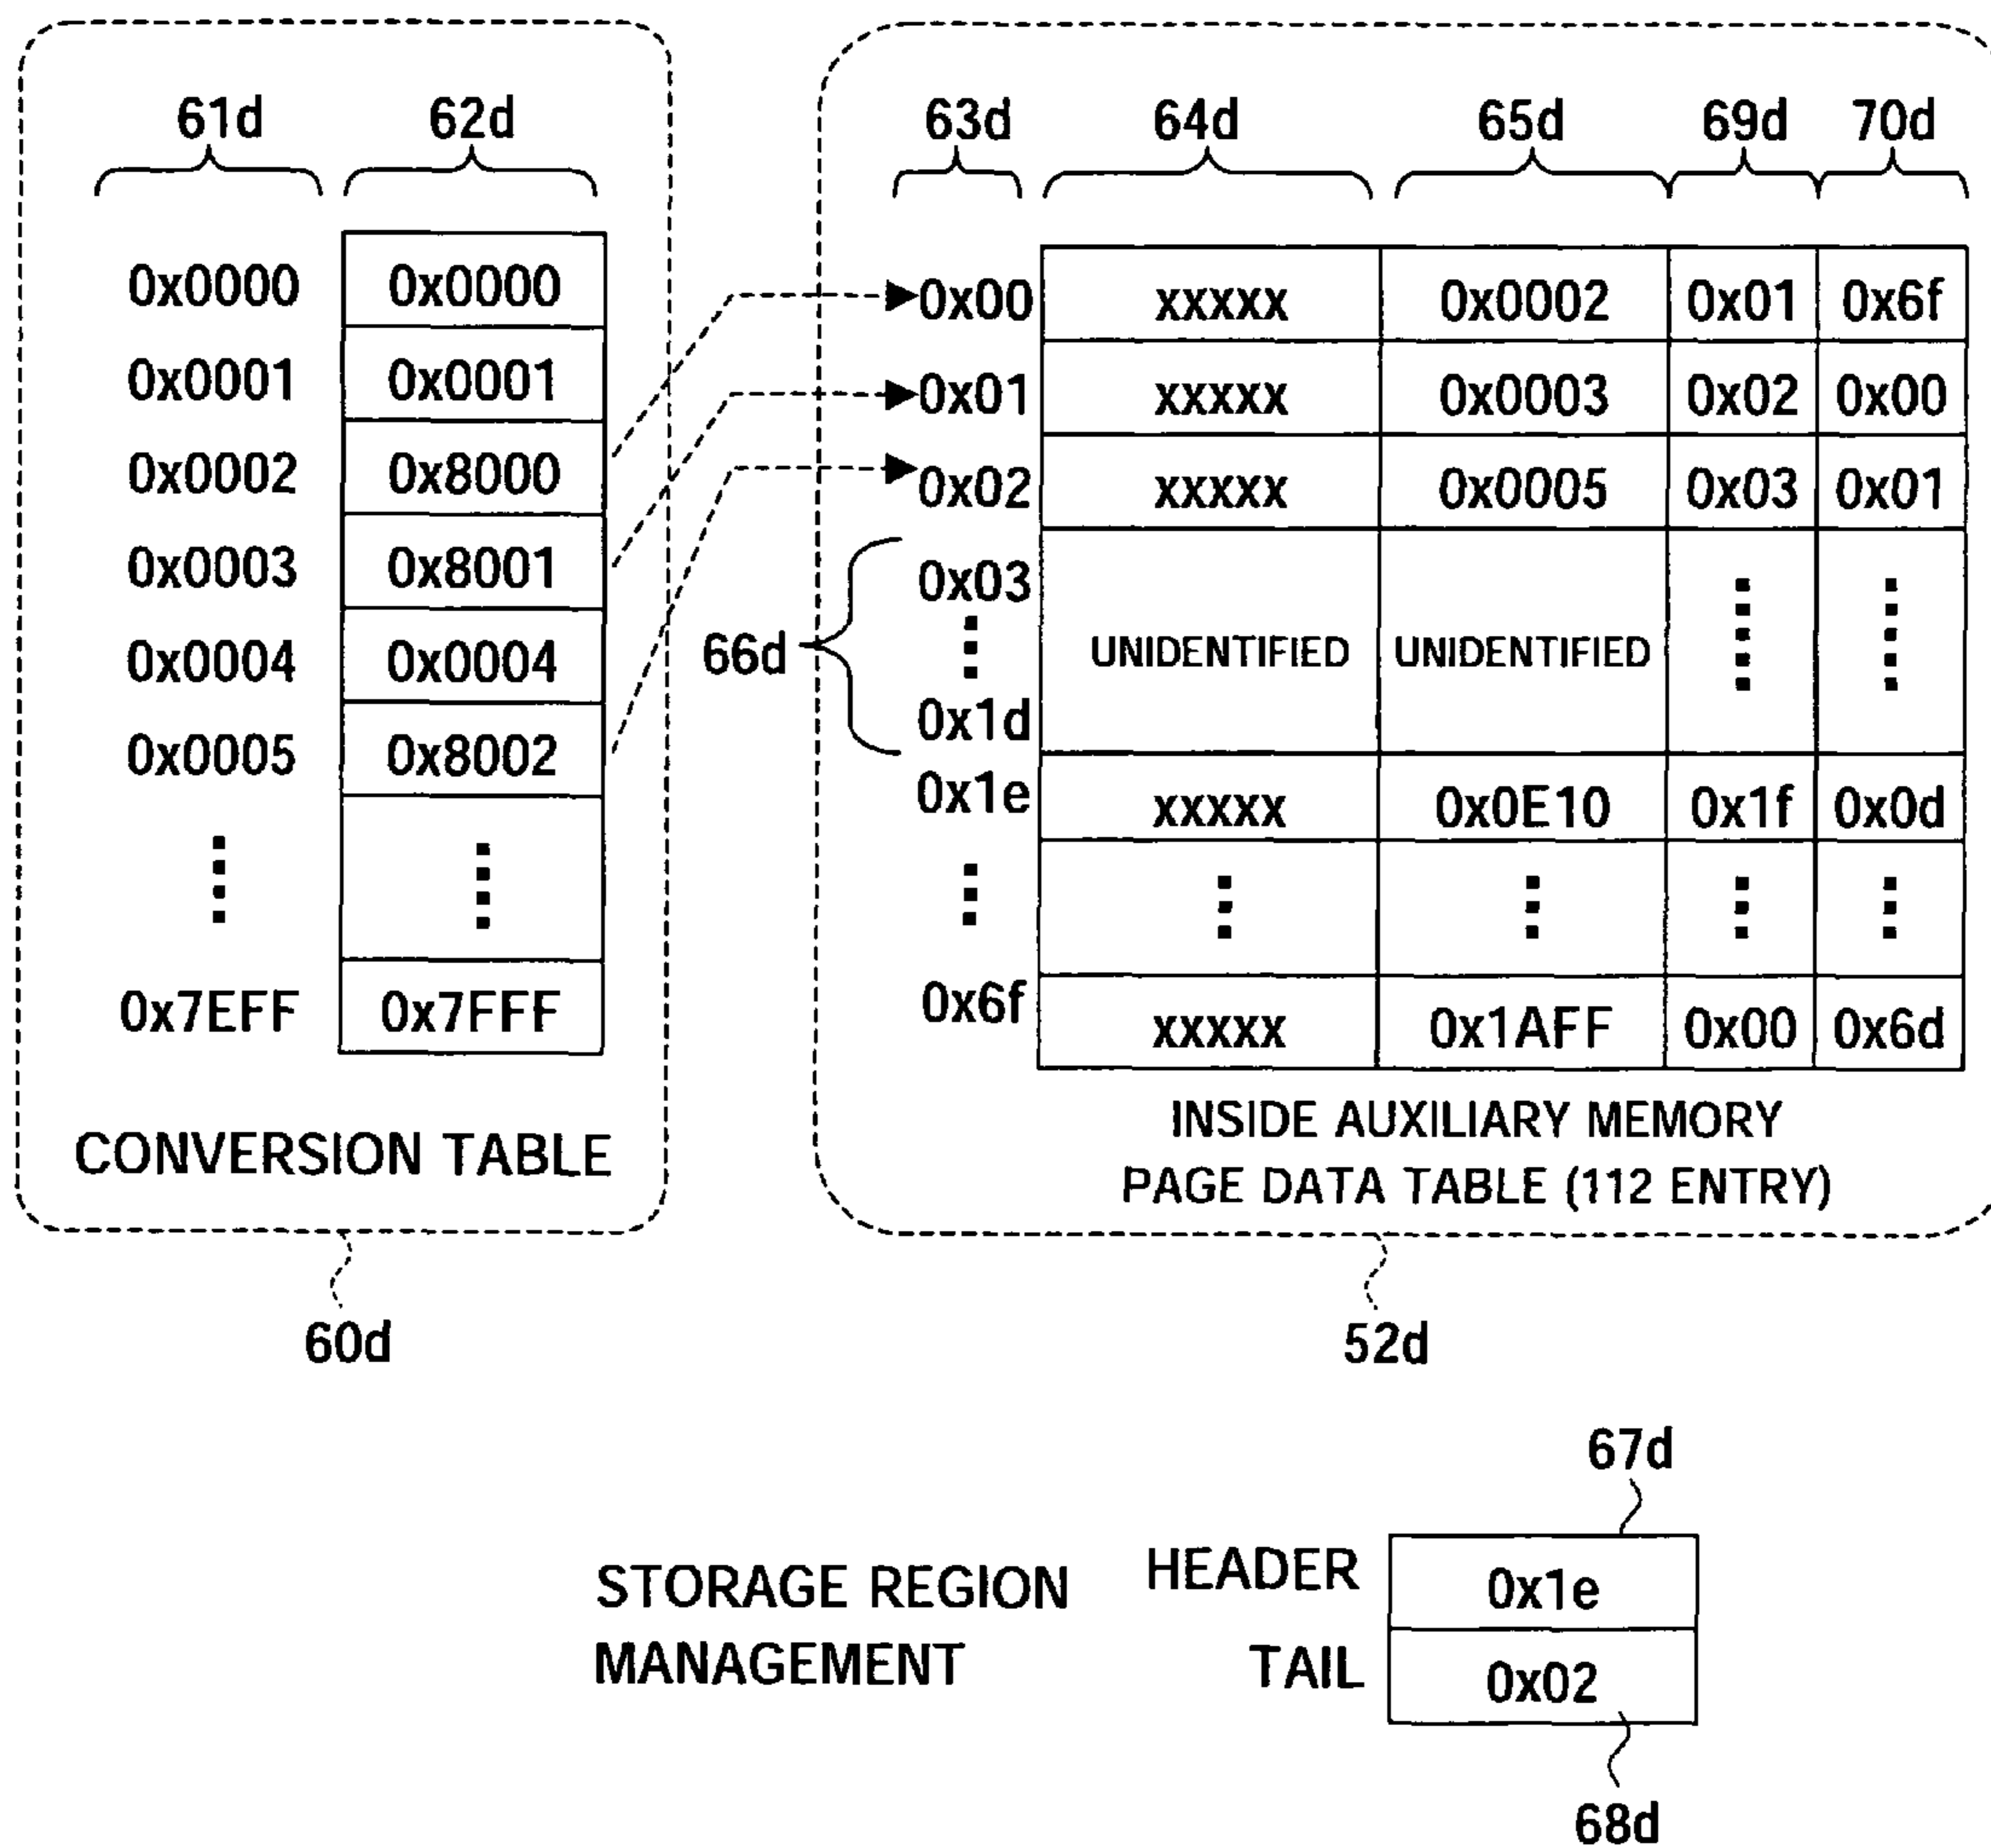 61d 62d
0x0000 0x0000
0x0001 0x0001
0x0002 0x8000
0x0003 0x8001
0x0004 0x0004
0x0005 0x8002
0x7EFF 0x7FFF
CONVERSION TABLE
60d
63d 64d 65d 69d 70d
0x00 xxxxx 0x0002 0x01 0x6f
0x01 xxxxx 0x0003 0x02 0x00
0x02 xxxxx 0x0005 0x03 0x01
0x03
66d UNIDENTIFIED UNIDENTIFIED
0x1d
0x1e xxxxx 0x0E10 0x1f 0x0d
0x6f xxxxx 0x1AFF 0x00 0x6d
INSIDE AUXILIARY MEMORY
PAGE DATA TABLE (112 ENTRY)
52d
67d
STORAGE REGION
MANAGEMENT
HEADER 0x1e
TAIL 0x02
68d